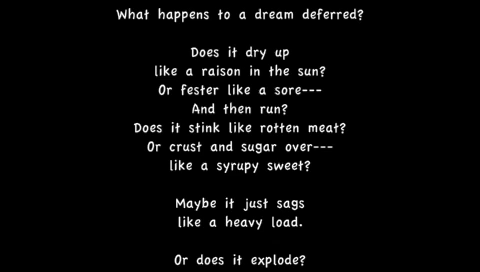 What happens to a dream deferred?
Does it dry up
like a raison in the sun?
Or fester like a sore---
And then run?
Does it stink like rotten meat?
Or crust and sugar over---
like a syrupy sweet?
Maybe it just sags
like a heavy load.
Or does it explode?